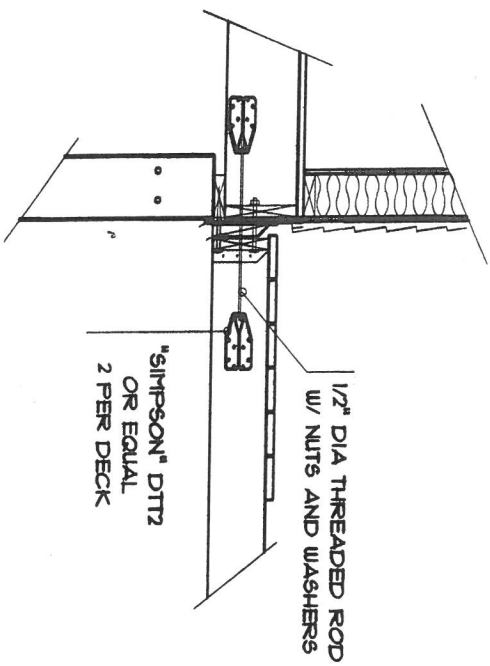 1/2" DIA THREADED ROD
W/ NUTS AND WASHERS
"SIMPSON" DTT2
OR EQUAL
2 PER DECK